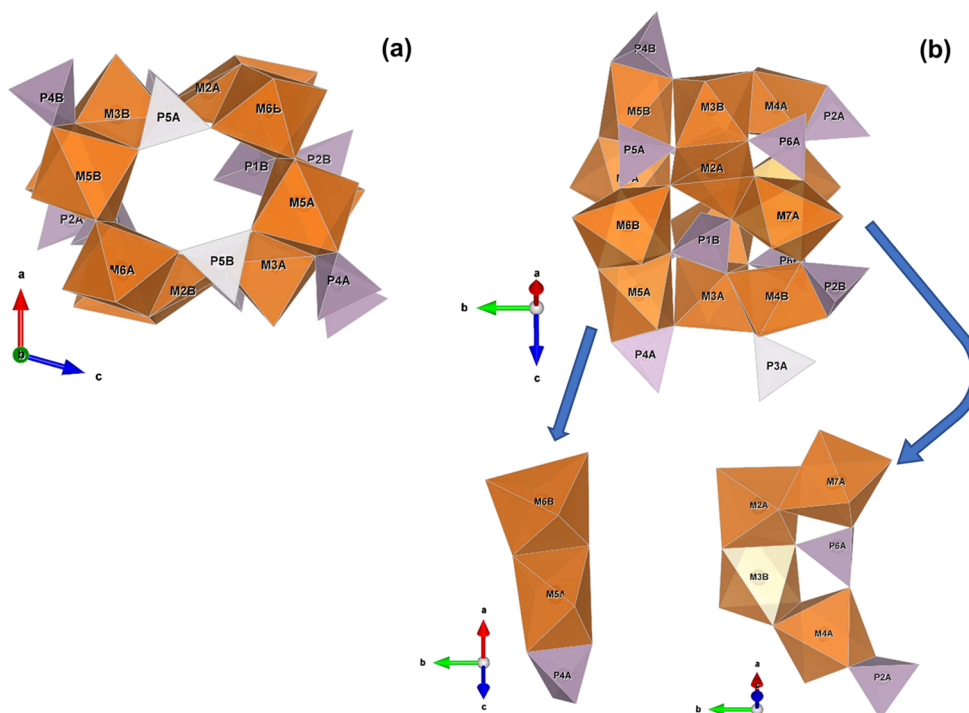 (a)
(b)
P4B
M3B
P5A
M2A
M6B
M5B
P1B
P2B
P2A
M5A
M6A
M2B
P5B
M3A
P4A
a
b
c
P4B
M5B
M3B
M4A
P2A
P5A
P6A
M2A
M6B
M7A
P1B
M5A
M3A
M4B
P2B
P4A
P3A
a
b
c
M6B
M5A
P4A
a
b
c
M7A
M2A
P6A
M3B
M4A
P2A
a
b